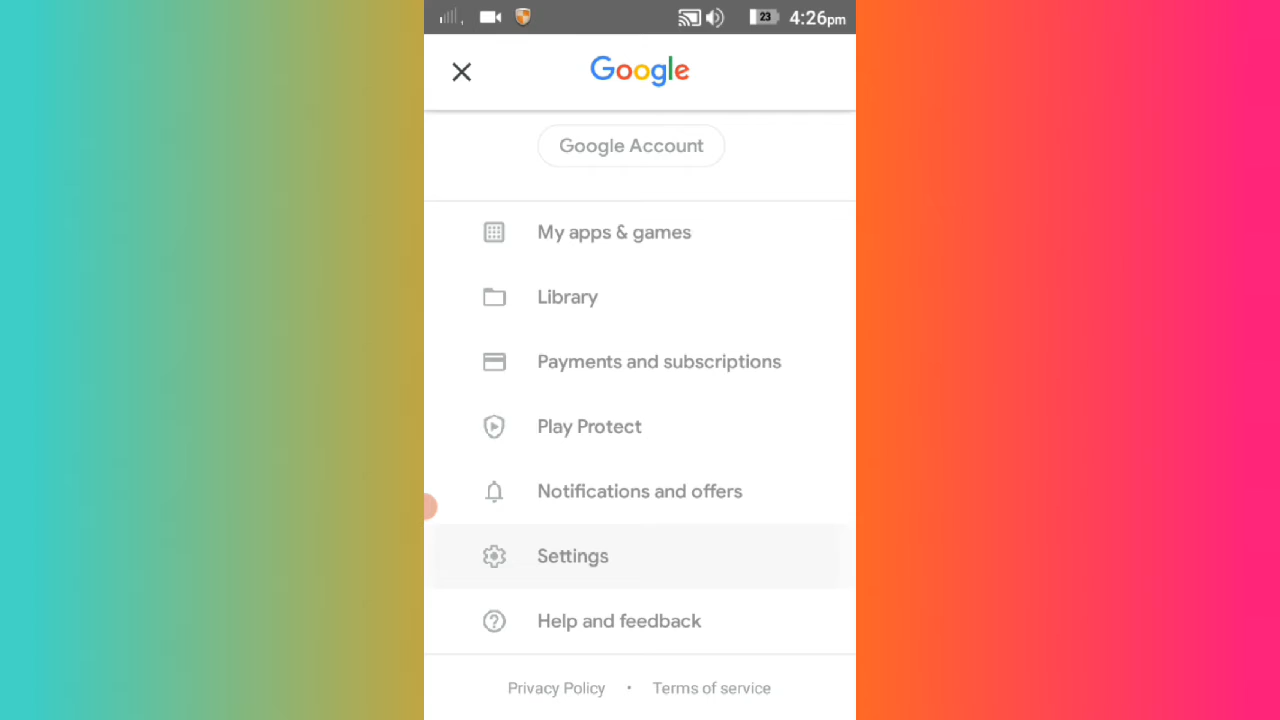 23 4:26pm
Google
Google Account
My apps & games
Library
Payments and subscriptions
Play Protect
Notifications and offers
Settings
Help and feedback
Privacy Policy • Terms of service